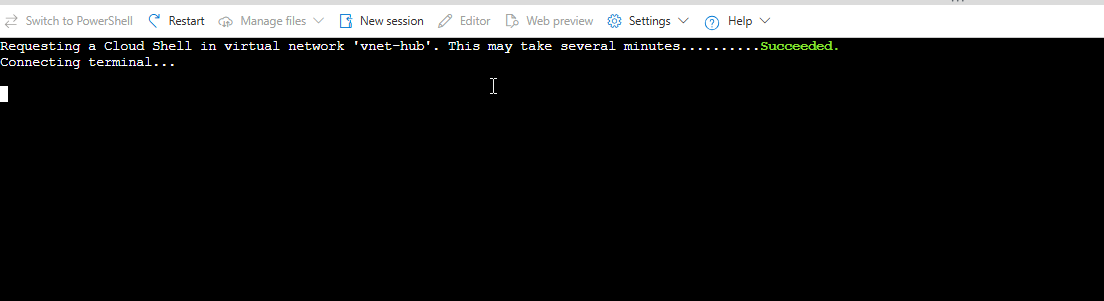 Switch to PowerShell Restart Manage files New session Editor Web preview Settings Help
Requesting a Cloud Shell in virtual network 'vnet-hub'. This may take several minutes..........Succeeded.
Connecting terminal...